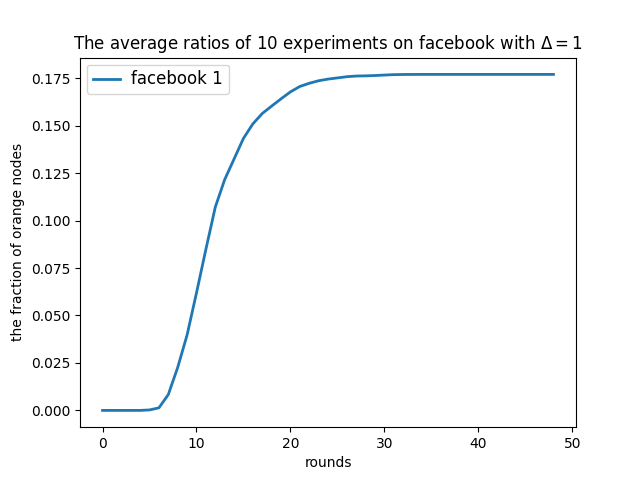 The average ratios of 10 experiments on facebook with Δ = 1
facebook 1
the fraction of orange nodes
0.175
0.150
0.125
0.100
0.075
0.050
0.025
0.000
0 10 20 30 40 50
rounds